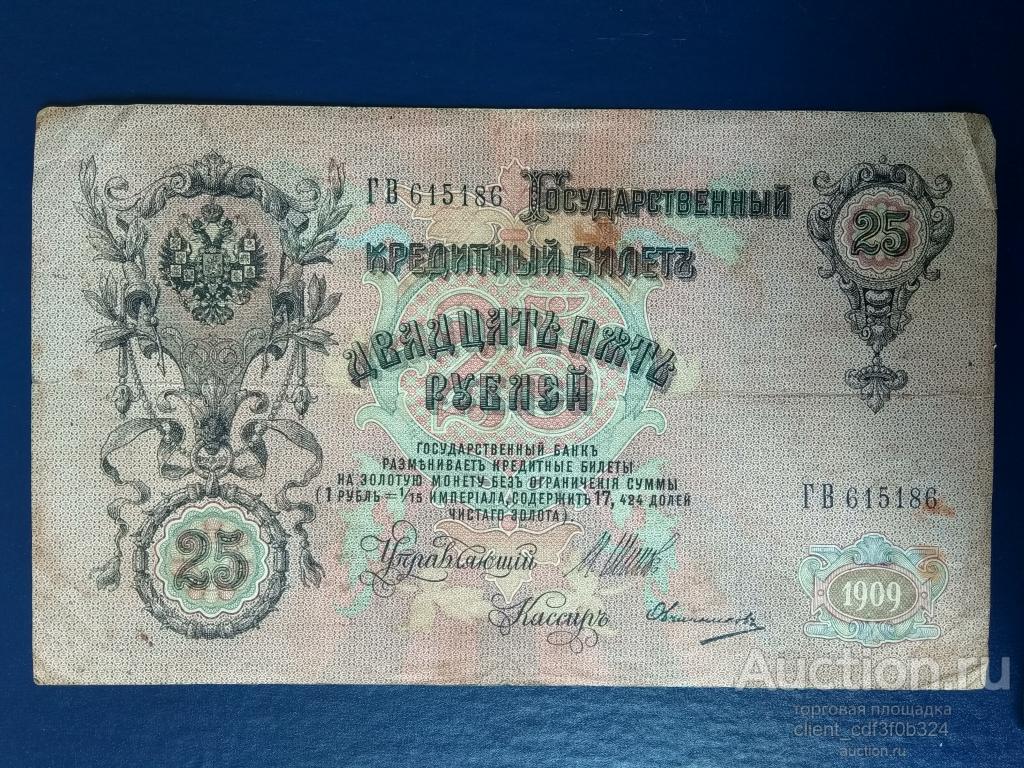 ГВ 615186 ГОСУДАРСТВЕННЫЙ
25
КРЕДИТНЫЙ БИЛЕТЪ
25
ДВАДЦАТЬ ПЯТЬ
РУБЛЕЙ
ГОСУДАРСТВЕННЫЙ БАНКЪ
РАЗМѢНИВАЕТЪ КРЕДИТНЫЕ БИЛЕТЫ
НА ЗОЛОТУЮ МОНЕТУ БЕЗЪ ОГРАНИЧЕНІЯ СУММЫ
(1 РУБЛЬ = 1/15 ИМПЕРІАЛА, СОДЕРЖИТЪ 17, 424 ДОЛЕЙ
ЧИСТАГО ЗОЛОТА).
ГВ 615186
25
Управляющій
Кассиръ
1909
Auction.ru
торговая площадка
client_cdf3f0b324
auction.ru